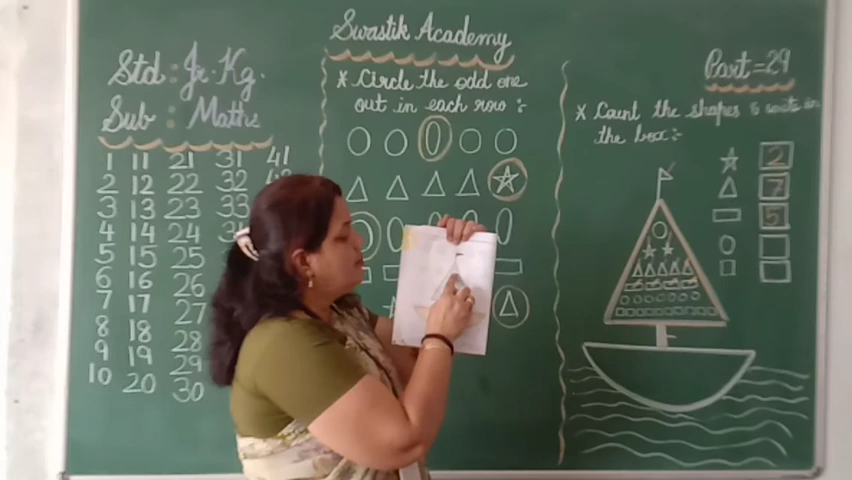 Swastik Academy
Std : Jr. Kg.
Sub : Maths
1 11 21 31 41
2 12 22 32
3 13 23 33
4 14 24
5 15 25
6 16 26
7 17 27
8 18 28
9 19 29
10 20 30
* Circle the odd one
out in each row :-
Part = 29
* Count the shapes & write in
the box :-
2
7
5